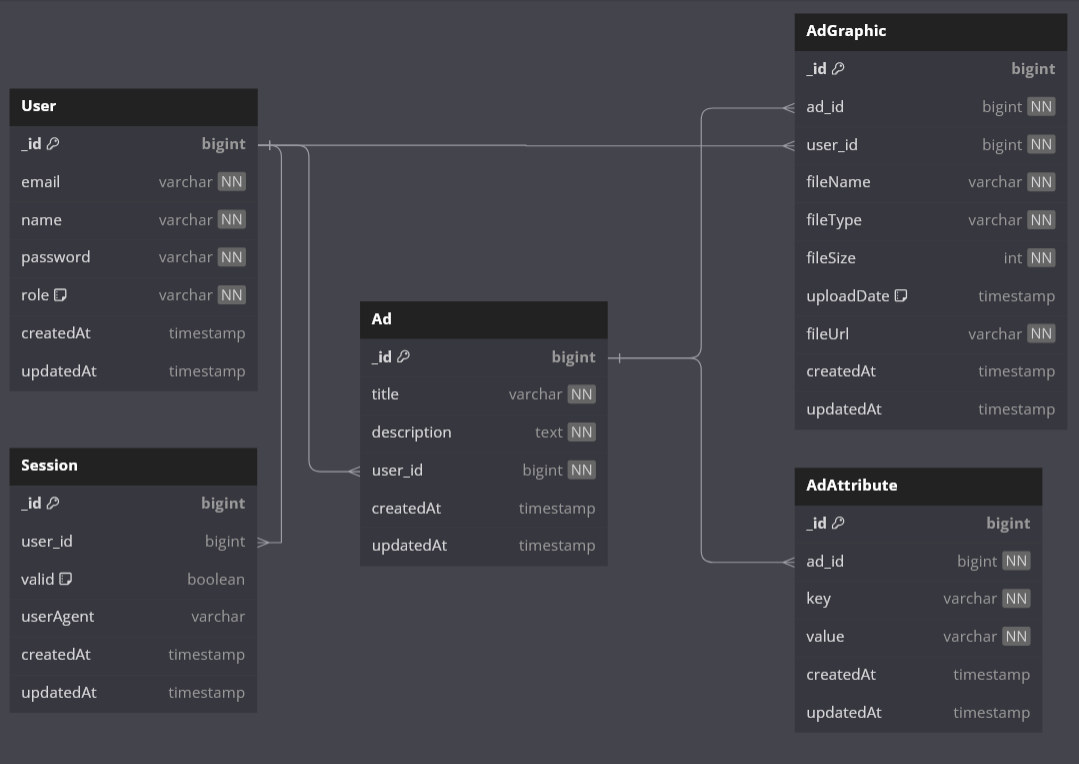 User
_id bigint
email varchar NN
name varchar NN
password varchar NN
role varchar NN
createdAt timestamp
updatedAt timestamp
Session
_id bigint
user_id bigint
valid boolean
userAgent varchar
createdAt timestamp
updatedAt timestamp
Ad
_id bigint
title varchar NN
description text NN
user_id bigint NN
createdAt timestamp
updatedAt timestamp
AdGraphic
_id bigint
ad_id bigint NN
user_id bigint NN
fileName varchar NN
fileType varchar NN
fileSize int NN
uploadDate timestamp
fileUrl varchar NN
createdAt timestamp
updatedAt timestamp
AdAttribute
_id bigint
ad_id bigint NN
key varchar NN
value varchar NN
createdAt timestamp
updatedAt timestamp